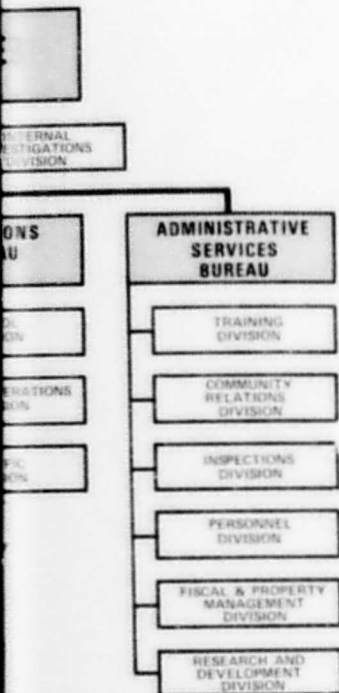 INTERNAL
DIVISION
ADMINISTRATIVE
SERVICES
BUREAU
TRAINING
DIVISION
COMMUNITY
RELATIONS
DIVISION
INSPECTIONS
DIVISION
PERSONNEL
DIVISION
FISCAL & PROPERTY
MANAGEMENT
DIVISION
RESEARCH AND
DEVELOPMENT
DIVISION